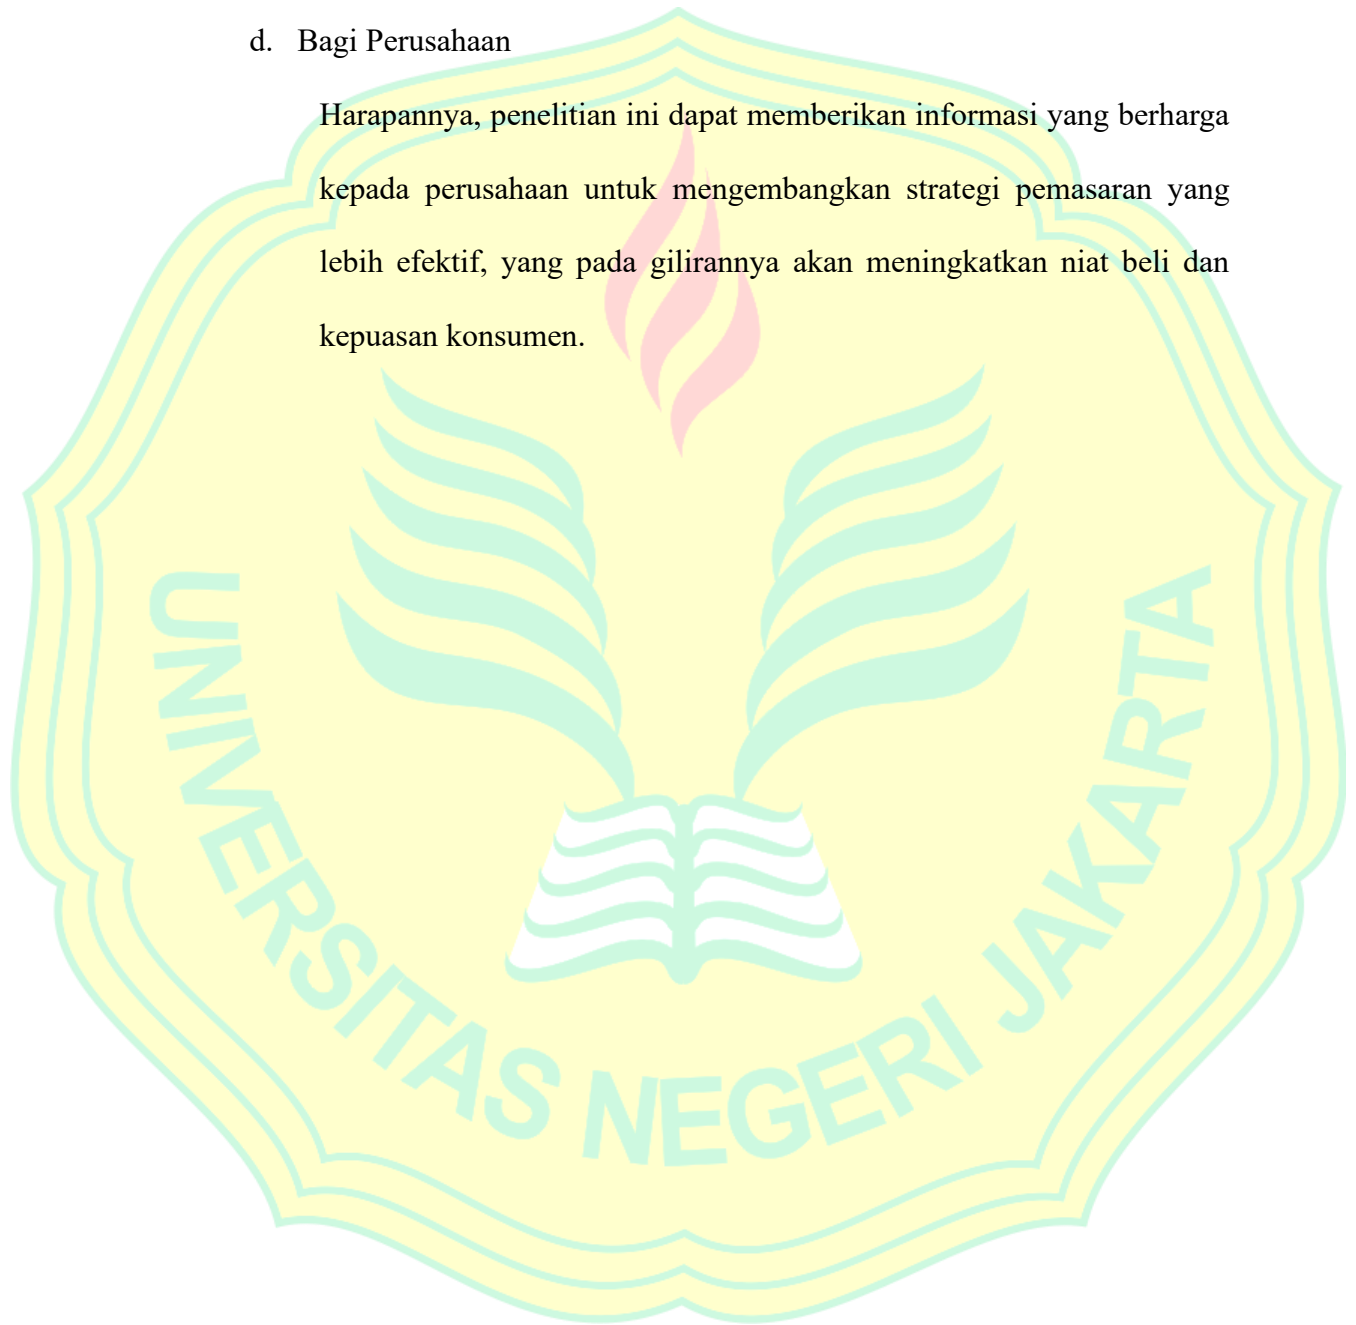 d. Bagi Perusahaan
Harapannya, penelitian ini dapat memberikan informasi yang berharga
kepada perusahaan untuk mengembangkan strategi pemasaran yang
lebih efektif, yang pada gilirannya akan meningkatkan niat beli dan
kepuasan konsumen.
UNIVERSITAS NEGERI JAKARTA